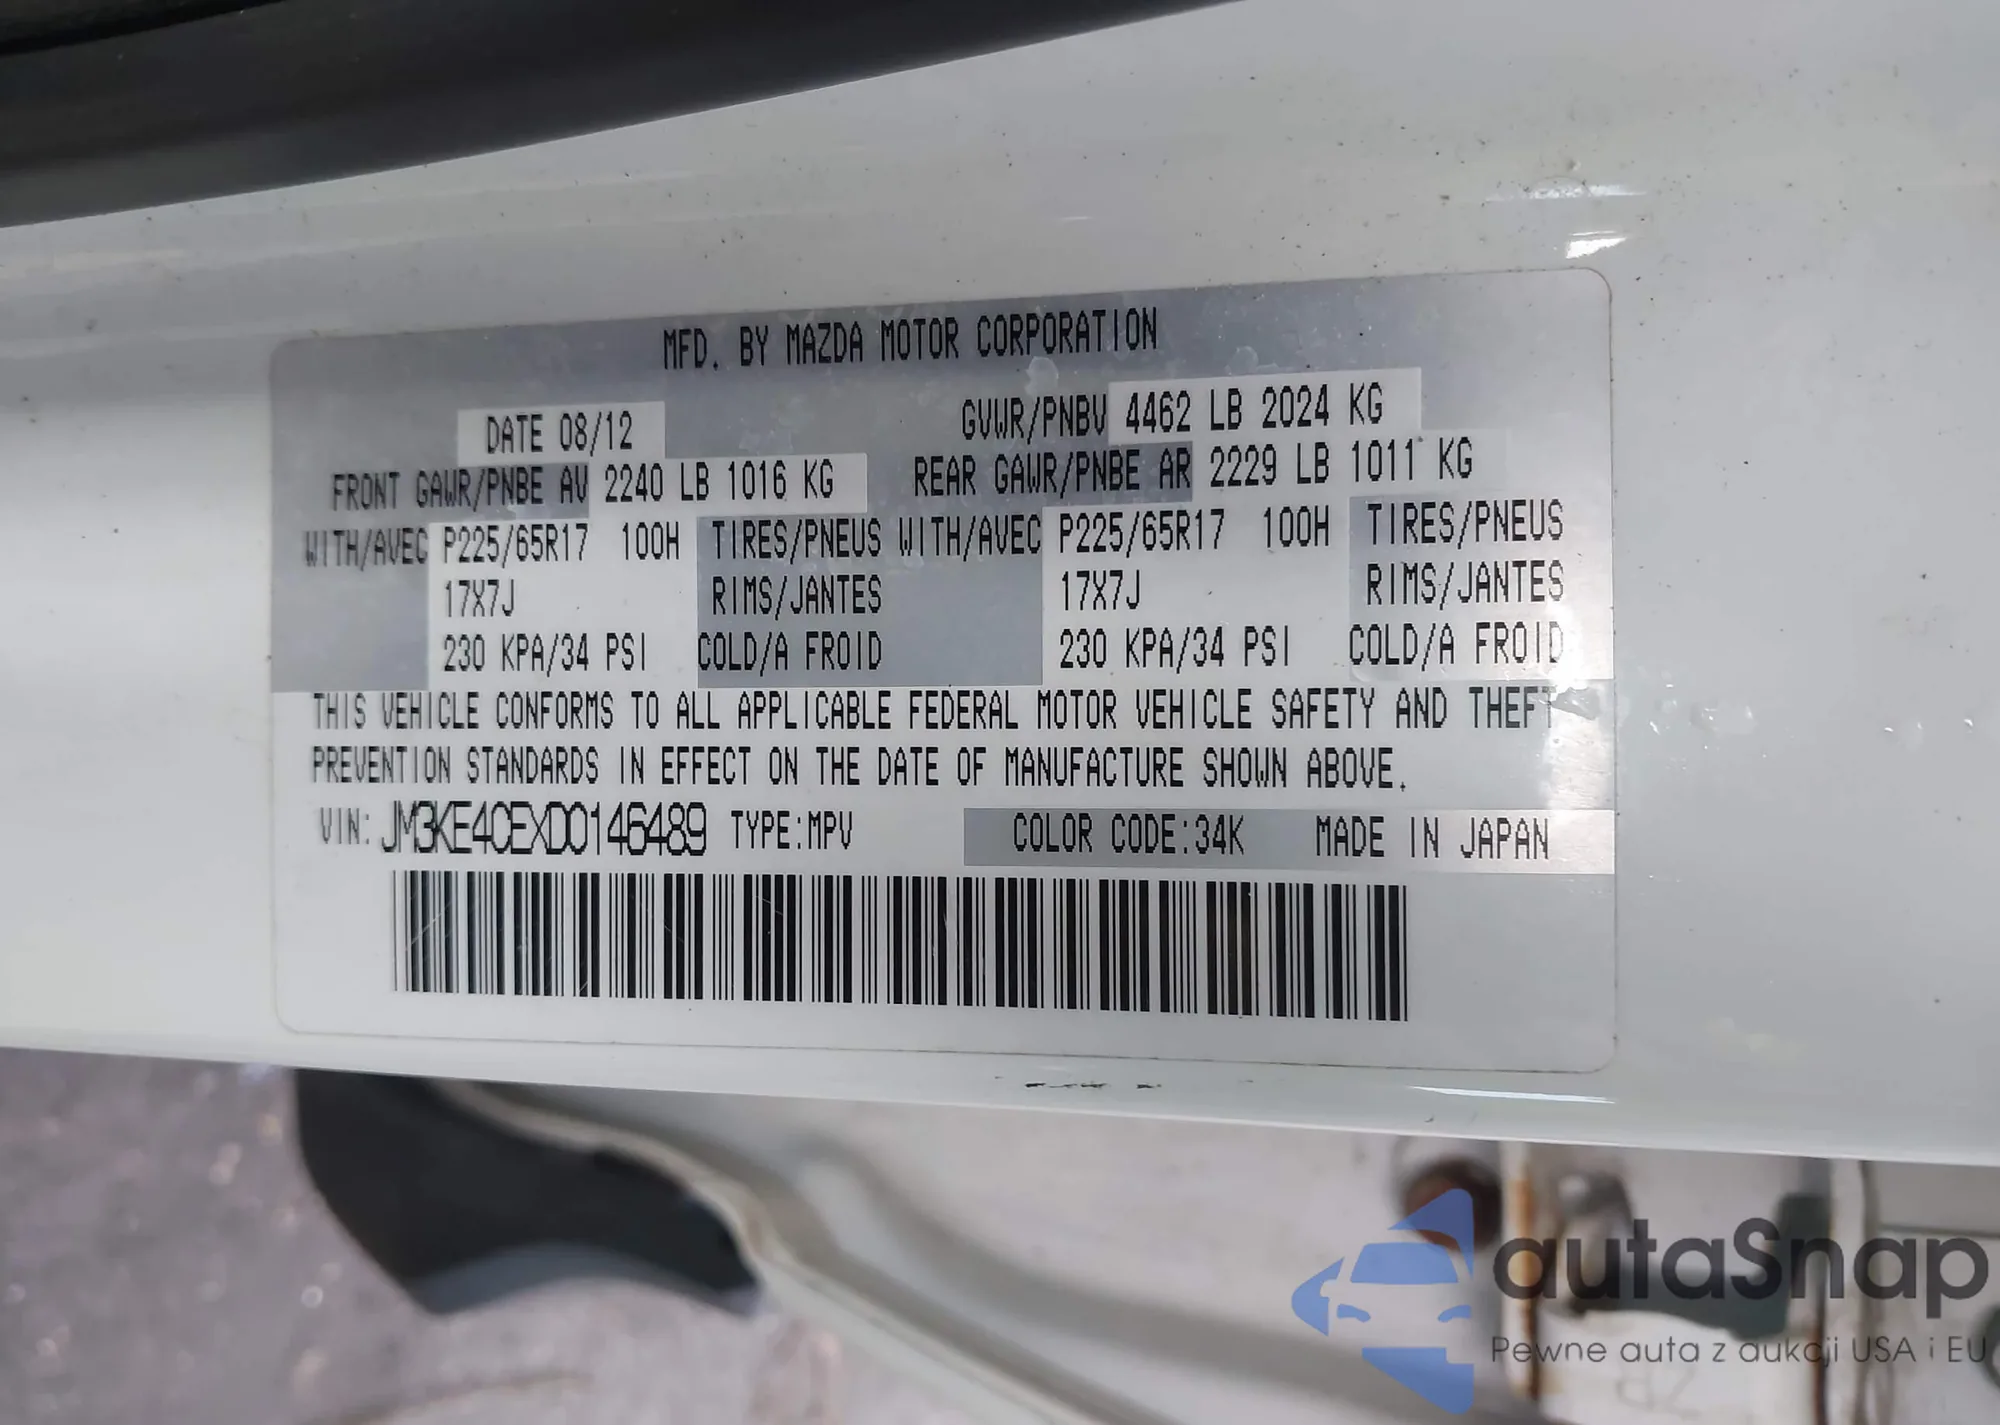 MFD. BY MAZDA MOTOR CORPORATION
DATE 08/12 GVWR/PNBV 4462 LB 2024 KG
FRONT GAWR/PNBE AV 2240 LB 1016 KG REAR GAWR/PNBE AR 2229 LB 1011 KG
WITH/AVEC P225/65R17 100H TIRES/PNEUS WITH/AVEC P225/65R17 100H TIRES/PNEUS
17X7J RIMS/JANTES 17X7J RIMS/JANTES
230 KPA/34 PSI COLD/A FROID 230 KPA/34 PSI COLD/A FROID
THIS VEHICLE CONFORMS TO ALL APPLICABLE FEDERAL MOTOR VEHICLE SAFETY AND THEFT
PREVENTION STANDARDS IN EFFECT ON THE DATE OF MANUFACTURE SHOWN ABOVE.
VIN: JM3KE4CEXD0146489 TYPE:MPV COLOR CODE:34K MADE IN JAPAN
autaSnap
Pewne auta z aukcji USA i EU